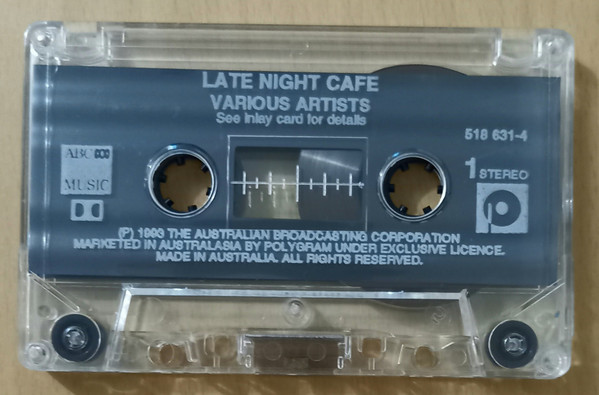 LATE NIGHT CAFE
VARIOUS ARTISTS
See inlay card for details
518 631-4
ABC
MUSIC
1 STEREO
(P) 1993 THE AUSTRALIAN BROADCASTING CORPORATION
MARKETED IN AUSTRALASIA BY POLYGRAM UNDER EXCLUSIVE LICENCE.
MADE IN AUSTRALIA. ALL RIGHTS RESERVED.